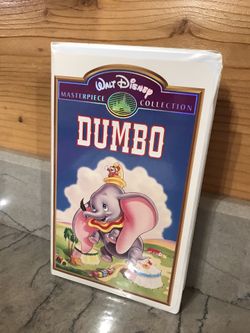 WALT DISNEY
MASTERPIECE COLLECTION
DUMBO